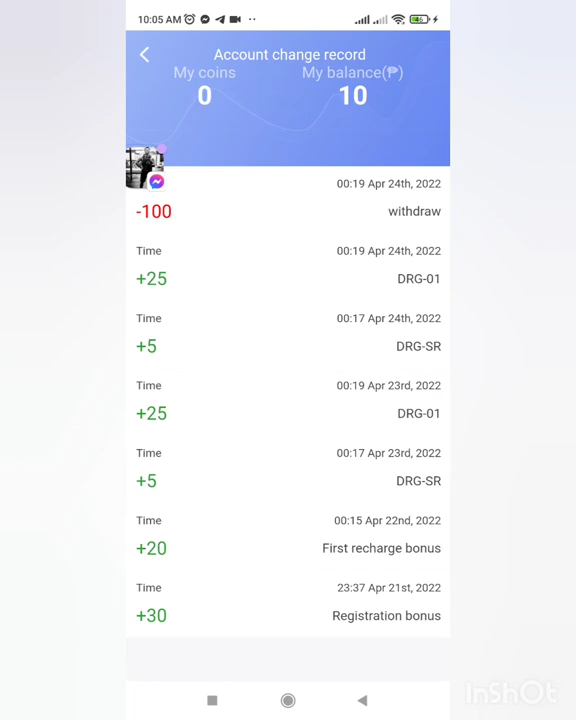 10:05 AM
46
Account change record
My coins
My balance(₱)
0
10
00:19 Apr 24th, 2022
-100
withdraw
Time
00:19 Apr 24th, 2022
+25
DRG-01
Time
00:17 Apr 24th, 2022
+5
DRG-SR
Time
00:19 Apr 23rd, 2022
+25
DRG-01
Time
00:17 Apr 23rd, 2022
+5
DRG-SR
Time
00:15 Apr 22nd, 2022
+20
First recharge bonus
Time
23:37 Apr 21st, 2022
+30
Registration bonus
InShOt